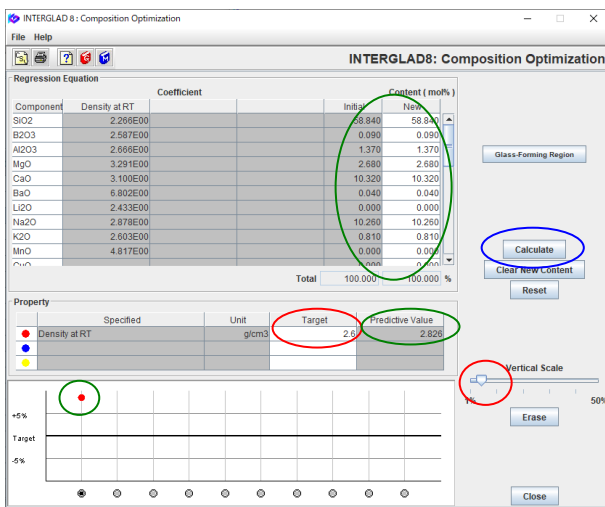 INTERGLAD 8 : Composition Optimization
File Help
INTERGLAD8: Composition Optimization
Regression Equation
Coefficient Content ( mol% )
Component Density at RT Initial New
SiO2 2.266E00 58.840 58.840
B2O3 2.587E00 0.090 0.090
Al2O3 2.666E00 1.370 1.370
MgO 3.291E00 2.680 2.680
CaO 3.100E00 10.320 10.320
BaO 6.802E00 0.040 0.040
Li2O 2.433E00 0.000 0.000
Na2O 2.878E00 10.260 10.260
K2O 2.603E00 0.810 0.810
MnO 4.817E00 0.000 0.000
CuO 0.000 0.000
Total 100.000 100.000 %
Glass-Forming Region
Calculate
Clear New Content
Reset
Property
Specified Unit Target Predictive Value
Density at RT g/cm3 2.6 2.826
Vertical Scale
1% 50%
Erase
Close
+5%
Target
-5%